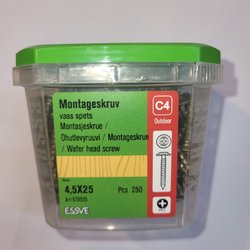 Montageskruv
vass spets
Montasjeskrue /
Ohutlevyruuvi / Montageskrue
/ Wafer head screw
C4
Outdoor
4,5X25
Pcs 250
ESSVE